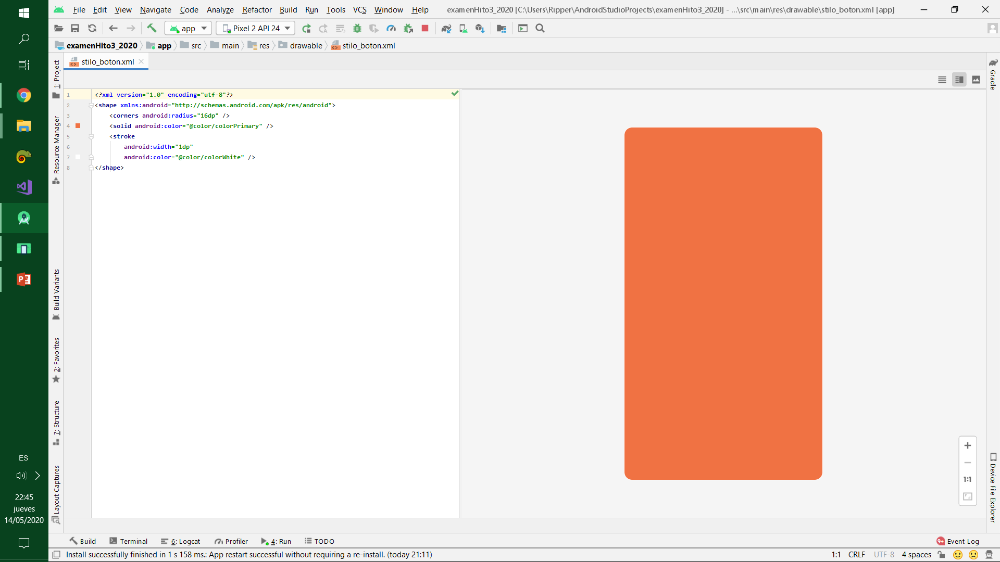 File Edit View Navigate Code Analyze Refactor Build Run Tools VCS Window Help examenHito3_2020 [C:\Users\Ripper\AndroidStudioProjects\examenHito3_2020] - ...\src\main\res\drawable\stilo_boton.xml [app]
app Pixel 2 API 24
examenHito3_2020 app src main res drawable stilo_boton.xml
stilo_boton.xml
1 <?xml version="1.0" encoding="utf-8"?>
2 <shape xmlns:android="http://schemas.android.com/apk/res/android">
3 <corners android:radius="16dp" />
4 <solid android:color="@color/colorPrimary" />
5 <stroke
6 android:width="1dp"
7 android:color="@color/colorWhite" />
8 </shape>
1: Project
Resource Manager
Build Variants
2: Favorites
7: Structure
Layout Captures
Gradle
Device File Explorer
1:1
P
ES
22:45
jueves
14/05/2020
Build Terminal 6: Logcat Profiler 4: Run TODO 9+ Event Log
Install successfully finished in 1 s 158 ms.: App restart successful without requiring a re-install. (today 21:11) 1:1 CRLF UTF-8 4 spaces